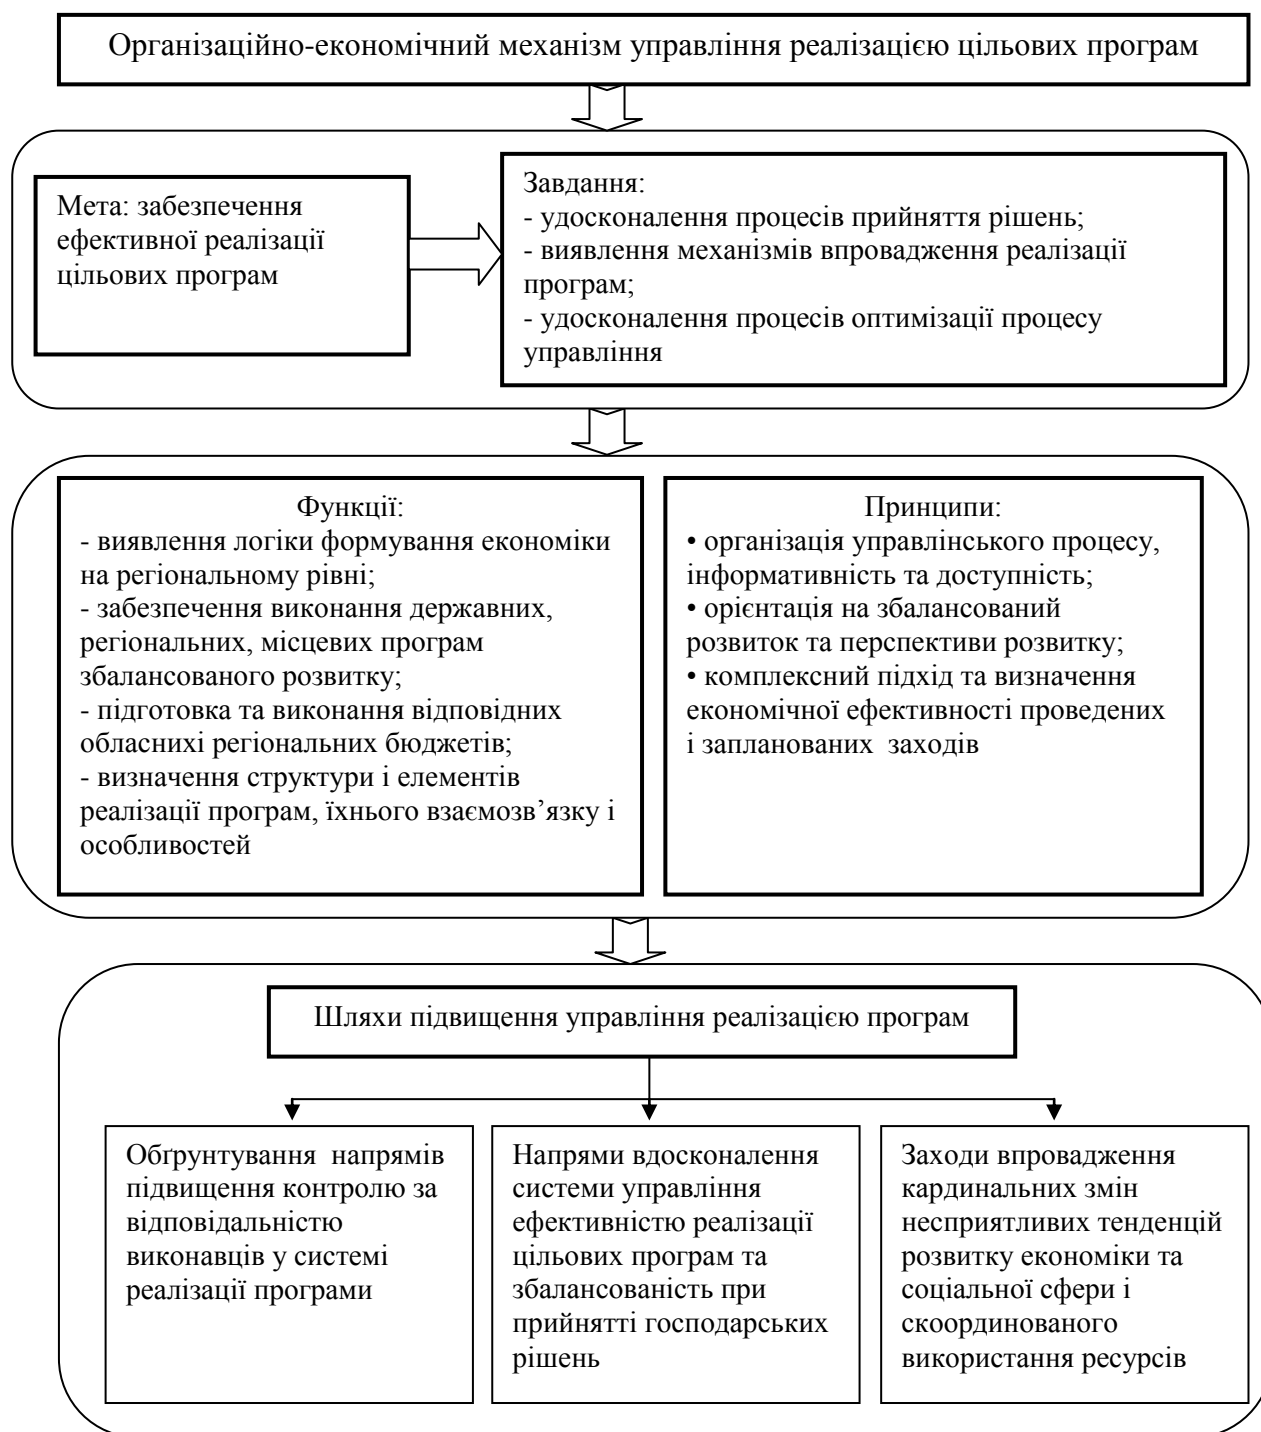 Організаційно-економічний механізм управління реалізацією цільових програм
Мета: забезпечення
ефективної реалізації
цільових програм
Завдання:
- удосконалення процесів прийняття рішень;
- виявлення механізмів впровадження реалізації
програм;
- удосконалення процесів оптимізації процесу
управління
Функції:
- виявлення логіки формування економіки
на регіональному рівні;
- забезпечення виконання державних,
регіональних, місцевих програм
збалансованого розвитку;
- підготовка та виконання відповідних
обласнихі регіональних бюджетів;
- визначення структури і елементів
реалізації програм, їхнього взаємозв’язку і
особливостей
Принципи:
• організація управлінського процесу,
інформативність та доступність;
• орієнтація на збалансований
розвиток та перспективи розвитку;
• комплексний підхід та визначення
економічної ефективності проведених
і запланованих  заходів
Шляхи підвищення управління реалізацією програм
Обґрунтування  напрямів
підвищення контролю за
відповідальністю
виконавців у системі
реалізації програми
Напрями вдосконалення
системи управління
ефективністю реалізації
цільових програм та
збалансованість при
прийнятті господарських
рішень
Заходи впровадження
кардинальних змін
несприятливих тенденцій
розвитку економіки та
соціальної сфери і
скоординованого
використання ресурсів